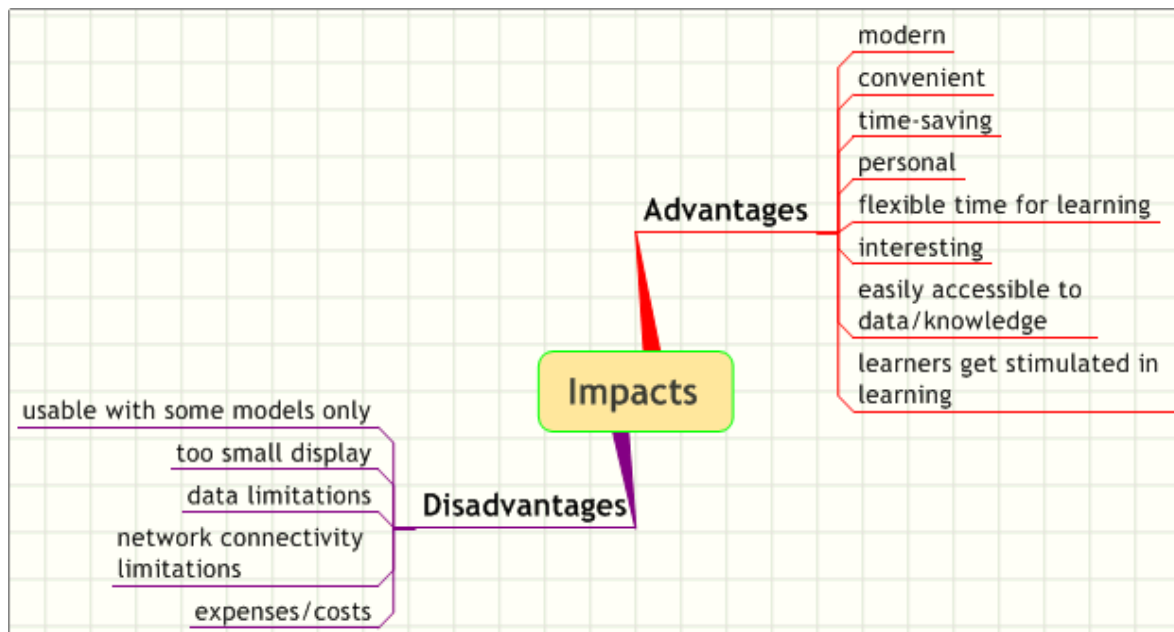 modern
convenient
time-saving
personal
Advantages
flexible time for learning
interesting
easily accessible to
data/knowledge
learners get stimulated in
learning
Impacts
usable with some models only
too small display
data limitations
Disadvantages
network connectivity
limitations
expenses/costs